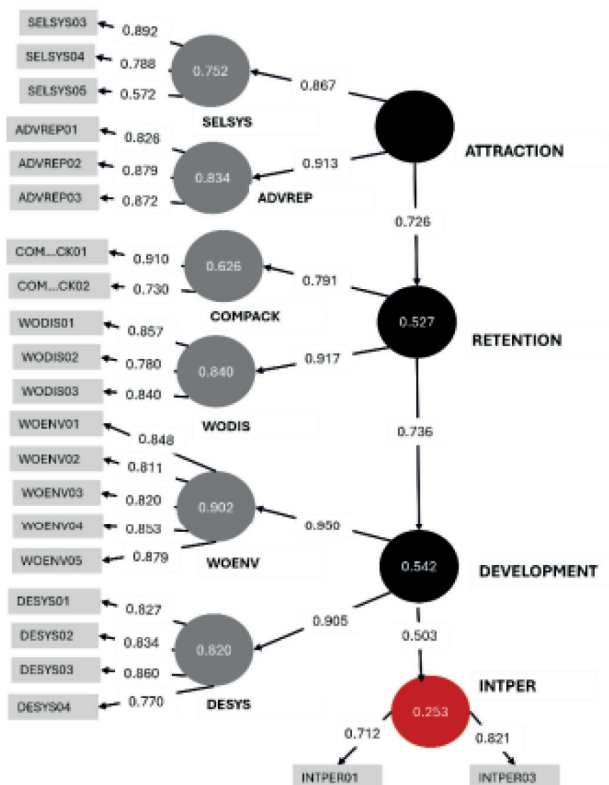 SELSYS03
0.892
SELSYS04
0.788
0.752
SELSYS05
0.572
0.867
SELSYS
ADVREP01
0.826
ATTRACTION
ADVREP02
0.879
0.834
0.913
ADVREP03
0.872
ADVREP
0.726
COM...CK01
0.910
0.626
0.791
COM...CK02
0.730
COMPACK
WODIS01
0.857
0.527
RETENTION
WODIS02
0.780
0.840
0.917
WODIS03
0.840
WODIS
WOENV01
0.848
0.736
WOENV02
0.811
WOENV03
0.820
0.902
WOENV04
0.853
0.950
WOENV05
0.879
WOENV
0.542
DEVELOPMENT
DESYS01
0.827
DESYS02
0.834
0.820
0.905
0.503
DESYS03
0.860
DESYS04
0.770
DESYS
INTPER
0.253
0.712
0.821
INTPER01
INTPER03